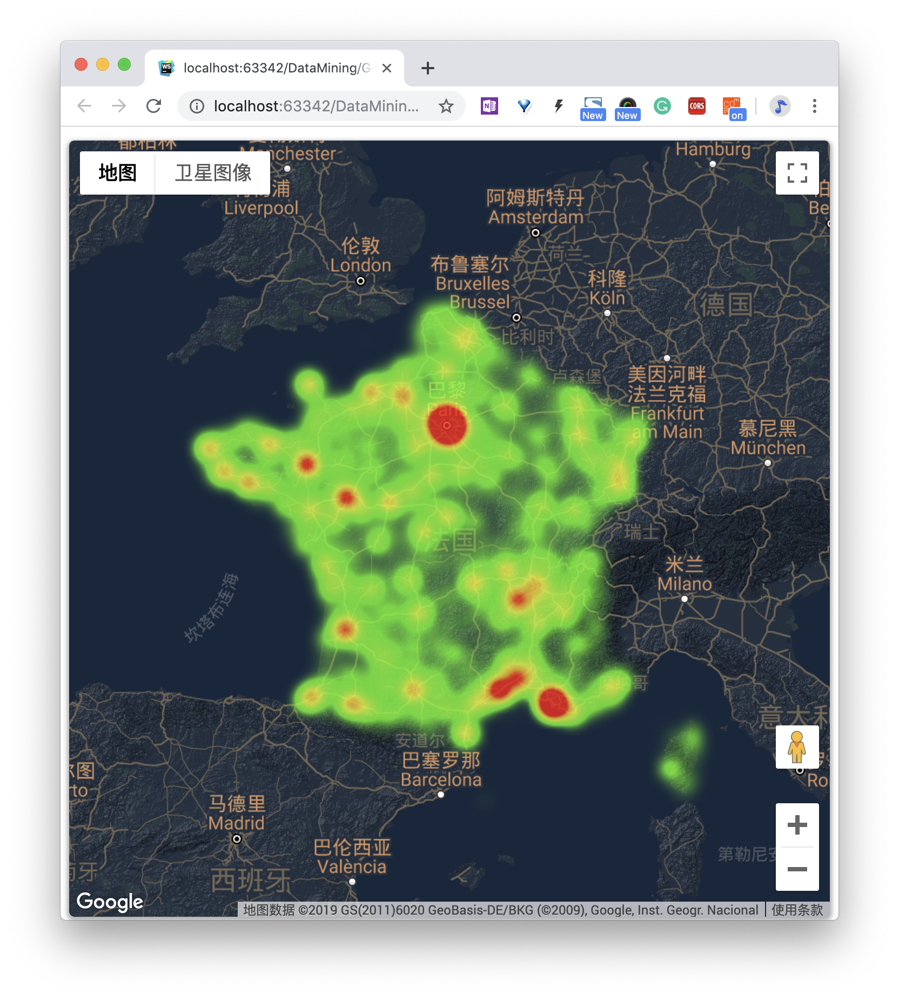 localhost:63342/DataMining/G
localhost:63342/DataMinin...
New
New
CORS
on
地图
卫星图像
都柏林
Manchester
Liverpool
Hamburg
阿姆斯特丹
Amsterdam
伦敦
London
荷兰
布鲁塞尔
Bruxelles
Brussel
科隆
Köln
德国
比利时
卢森堡
美因河畔
法兰克福
Frankfurt
am Main
巴黎
Paris
慕尼黑
München
瑞士
法国
米兰
Milano
坎塔布连海
摩纳哥
意大利
安道尔
巴塞罗那
Barcelona
马德里
Madrid
巴伦西亚
València
西班牙
Ro
Be
rto
第勒尼安
Google
地图数据 ©2019 GS(2011)6020 GeoBasis-DE/BKG (©2009), Google, Inst. Geogr. Nacional
使用条款